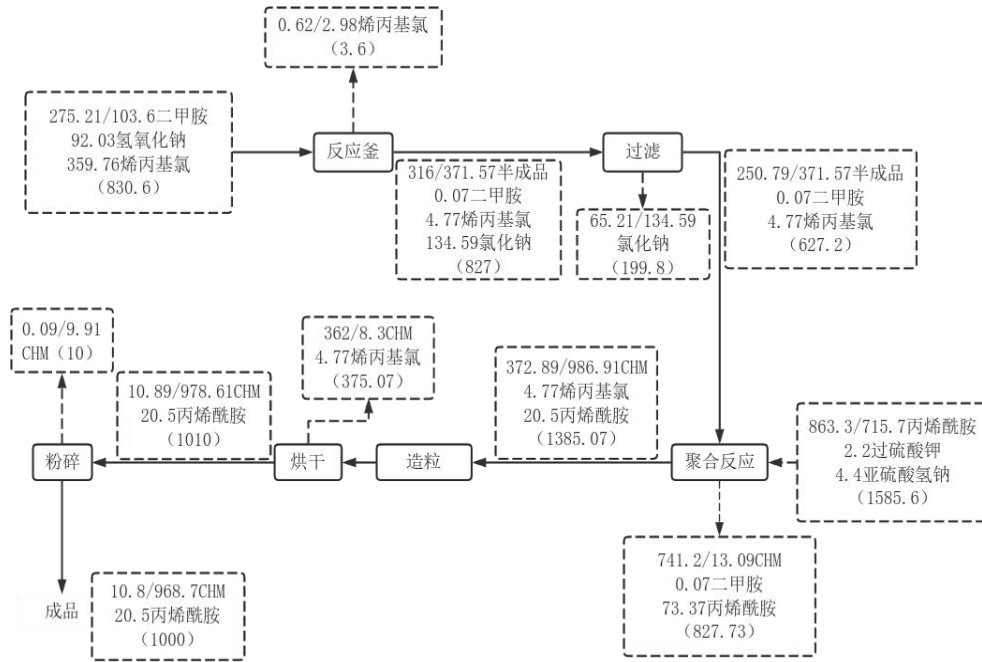 0.62/2.98烯丙基氯
（3.6）
275.21/103.6二甲胺
92.03氢氧化钠
359.76烯丙基氯
（830.6）
反应釜
过滤
316/371.57半成品
0.07二甲胺
4.77烯丙基氯
134.59氯化钠
（827）
65.21/134.59
氯化钠
（199.8）
250.79/371.57半成品
0.07二甲胺
4.77烯丙基氯
（627.2）
0.09/9.91
CHM（10）
10.89/978.61CHM
20.5丙烯酰胺
（1010）
362/8.3CHM
4.77烯丙基氯
（375.07）
372.89/986.91CHM
4.77烯丙基氯
20.5丙烯酰胺
（1385.07）
863.3/715.7丙烯酰胺
2.2过硫酸钾
4.4亚硫酸氢钠
（1585.6）
粉碎
烘干
造粒
聚合反应
成品
10.8/968.7CHM
20.5丙烯酰胺
（1000）
741.2/13.09CHM
0.07二甲胺
73.37丙烯酰胺
（827.73）